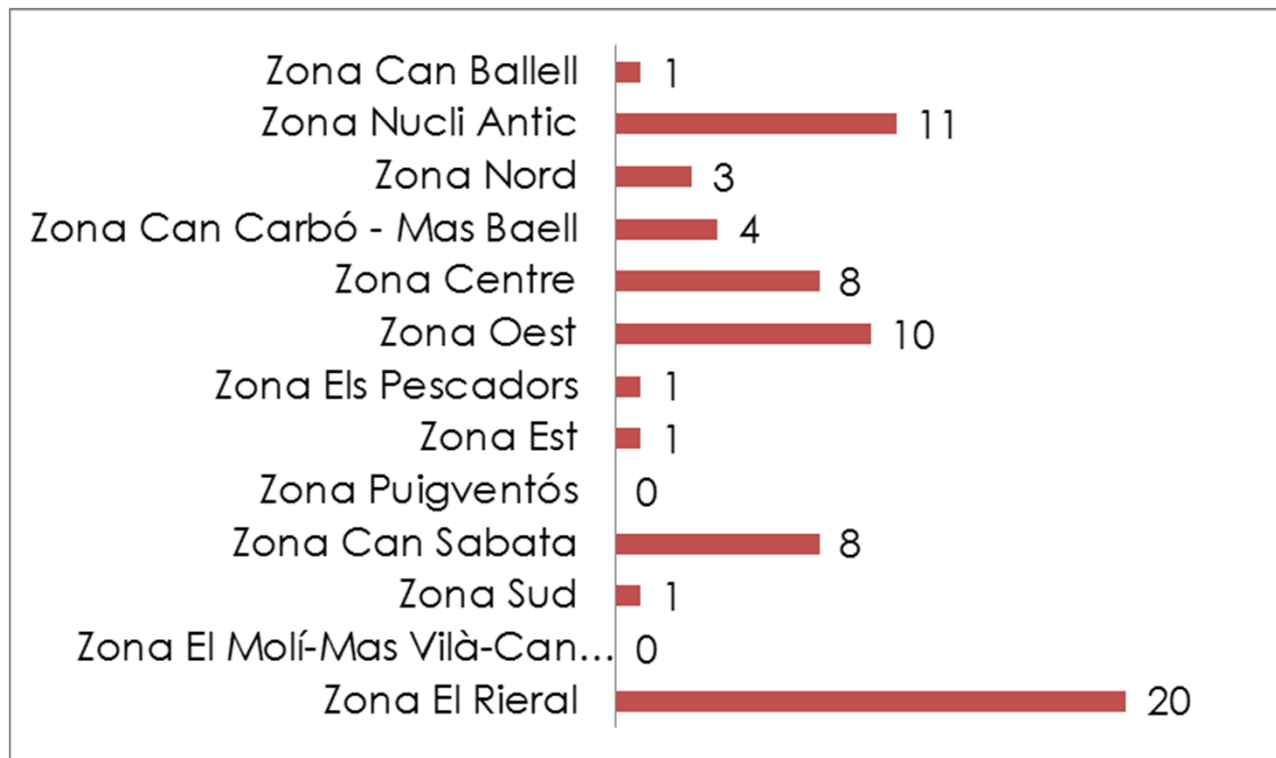 Zona Can Ballell 1
Zona Nucli Antic 11
Zona Nord 3
Zona Can Carbó - Mas Baell 4
Zona Centre 8
Zona Oest 10
Zona Els Pescadors 1
Zona Est 1
Zona Puigventós 0
Zona Can Sabata 8
Zona Sud 1
Zona El Molí-Mas Vilà-Can... 0
Zona El Rieral 20